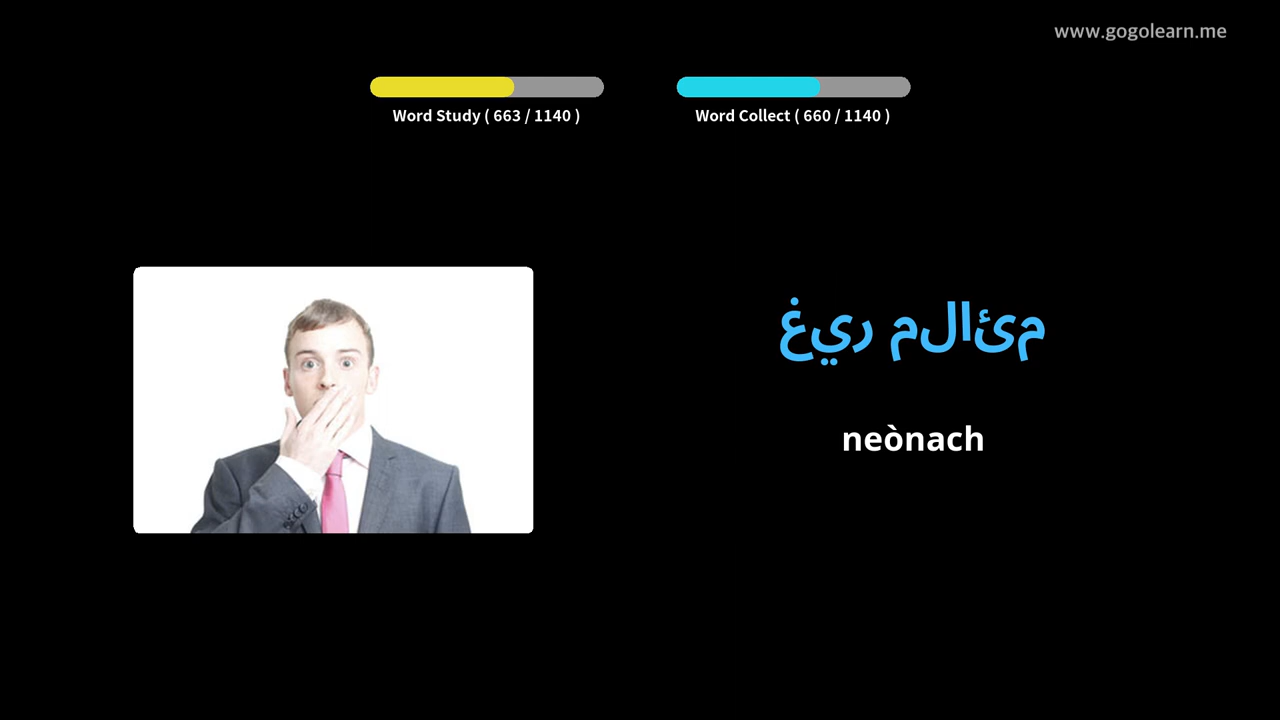 www.gogolearn.me
Word Study ( 663 / 1140 )
Word Collect ( 660 / 1140 )
غير ملائم
neònach